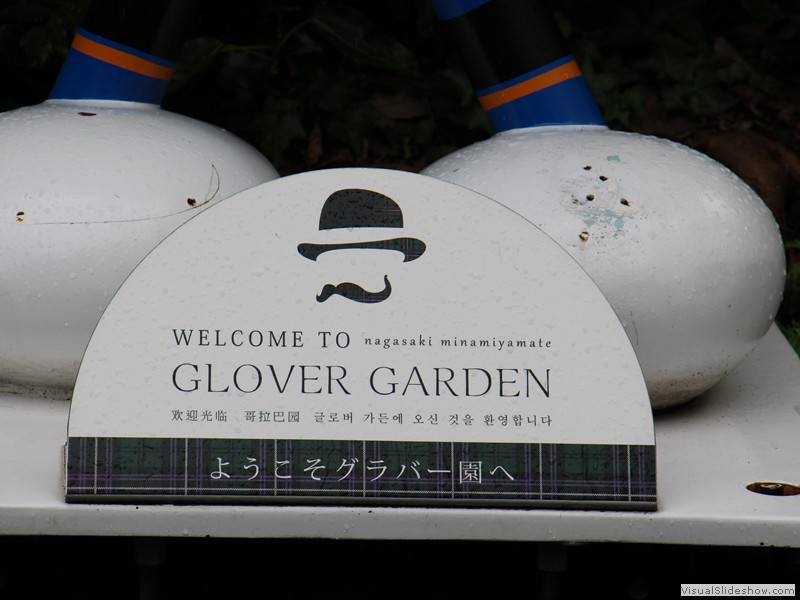 WELCOME TO nagasaki minamiyamate
GLOVER GARDEN
欢迎光临 哥拉巴园 글로버 가든에 오신 것을 환영합니다
ようこそグラバー園へ
VisualSlideshow.com